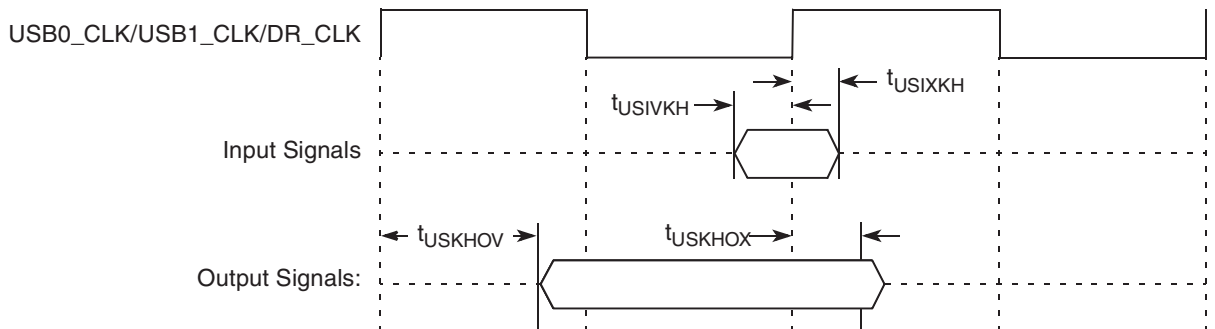 USB0_CLK/USB1_CLK/DR_CLK
tUSIXKH
tUSIVKH
Input Signals
tUSKHOV
tUSKHOX
Output Signals: